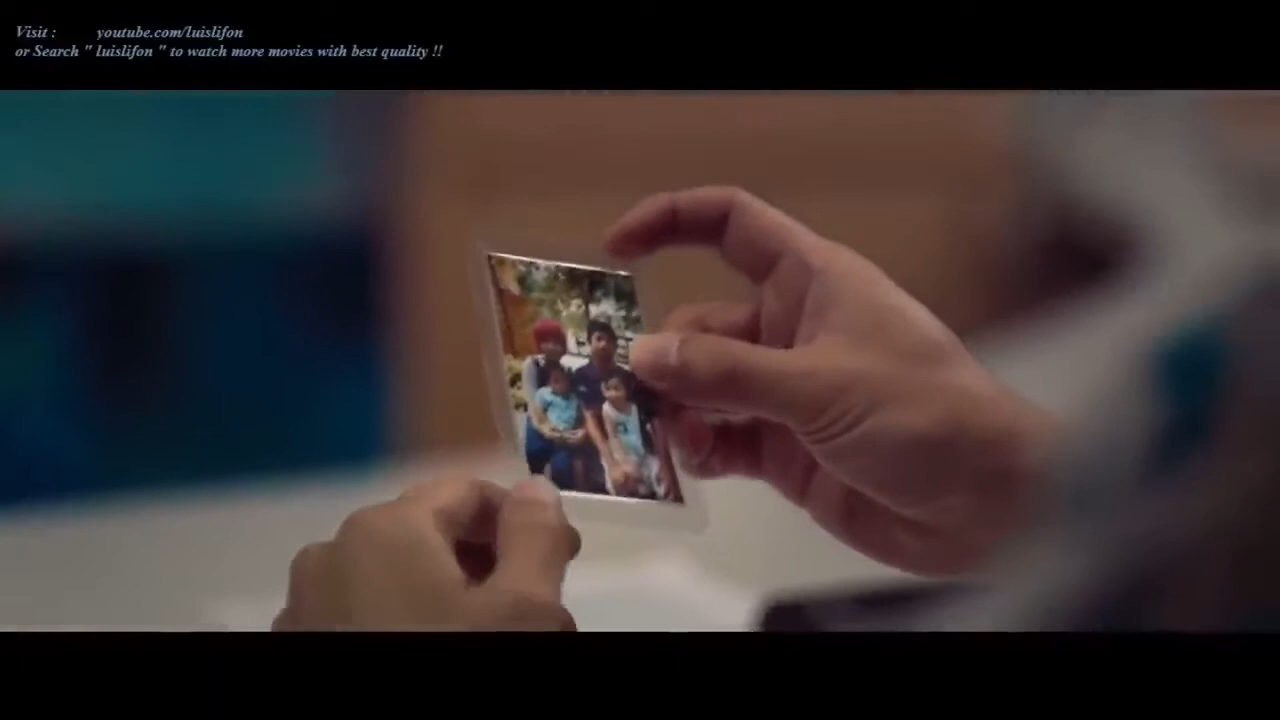 Visit : youtube.com/luislifon
or Search " luislifon " to watch more movies with best quality !!